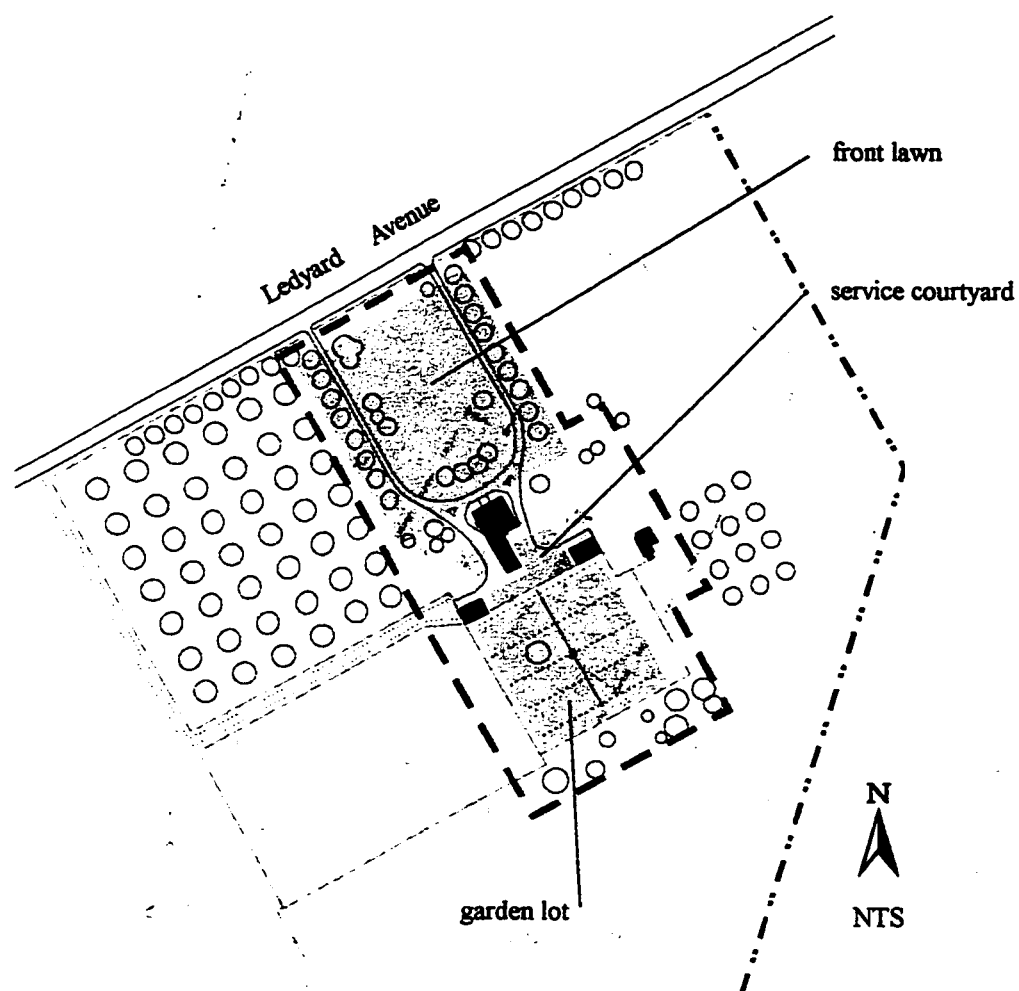 front lawn
Ledyard Avenue
service courtyard
N
NTS
garden lot